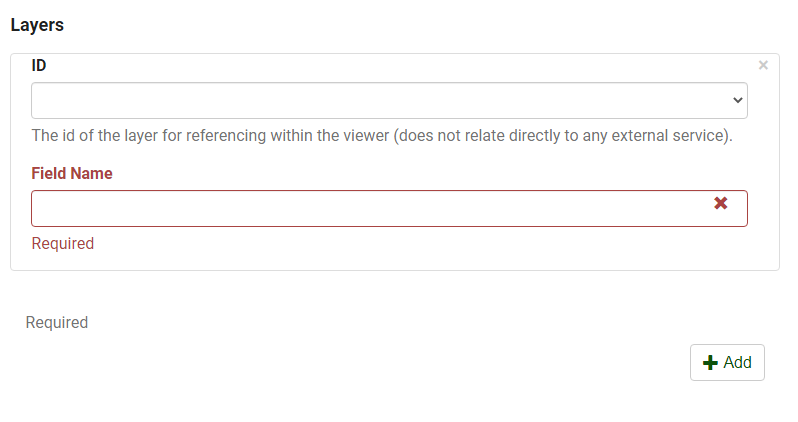 Layers
ID
The id of the layer for referencing within the viewer (does not relate directly to any external service).
Field Name
Required
Required
Add